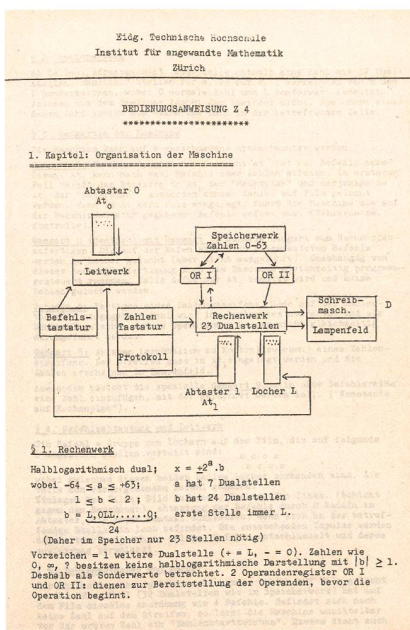 Eidg. Technische Hochschule
Institut für angewandte Mathematik
Zürich
BEDIENUNGSANWEISUNG Z 4
***********************
1. Kapitel: Organisation der Maschine
Abtaster 0
At0
Speicherwerk
Zahlen 0-63
Leitwerk
OR I
OR II
Befehls-
tastatur
Zahlen
Tastatur
Protokoll
Rechenwerk
23 Dualstellen
Schreib-
masch.
D
Lampenfeld
Abtaster 1
At1
Locher L
§ 1. Rechenwerk
Halblogarithmisch dual; x = ±2^a.b
wobei -64 ≤ a ≤ +63; a hat 7 Dualstellen
1 ≤ b < 2 ; b hat 24 Dualstellen
b = L,OLL.....O; erste Stelle immer L.
24
(Daher im Speicher nur 23 Stellen nötig)
Vorzeichen = 1 weitere Dualstelle (+ = L, - = O). Zahlen wie
O, ∞, ? besitzen keine halblogarithmische Darstellung mit |b| ≥ 1.
Deshalb als Sonderwerte betrachtet. 2 Operandenregister OR I
und OR II: dienen zur Bereitstellung der Operanden, bevor die
Operation beginnt.